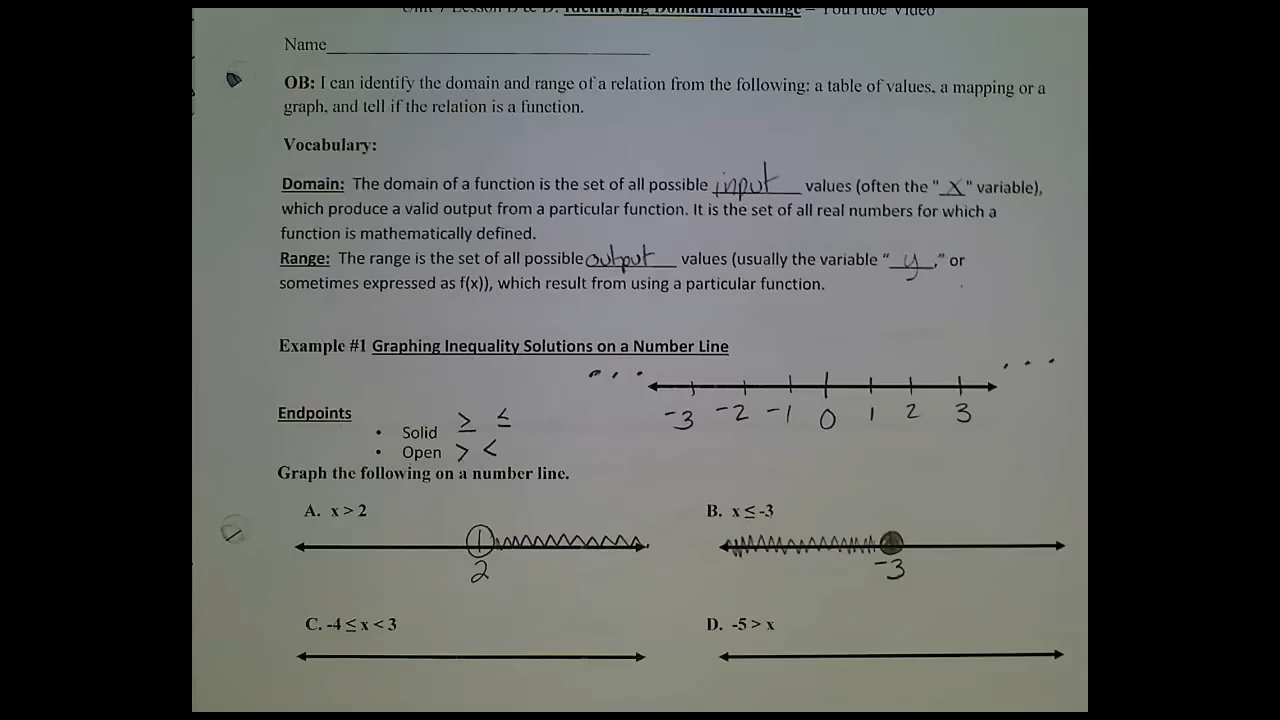 Identifying Domain and Range – YouTube Video
Name
OB: I can identify the domain and range of a relation from the following: a table of values, a mapping or a
graph, and tell if the relation is a function.
Vocabulary:
Domain: The domain of a function is the set of all possible input values (often the "x" variable),
which produce a valid output from a particular function. It is the set of all real numbers for which a
function is mathematically defined.
Range: The range is the set of all possible output values (usually the variable “y,” or
sometimes expressed as f(x)), which result from using a particular function.
Example #1 Graphing Inequality Solutions on a Number Line
-3 -2 -1 0 1 2 3
Endpoints
• Solid ≥ ≤
• Open > <
Graph the following on a number line.
A. x > 2 B. x ≤ -3
2 -3
C. -4 ≤ x < 3 D. -5 > x